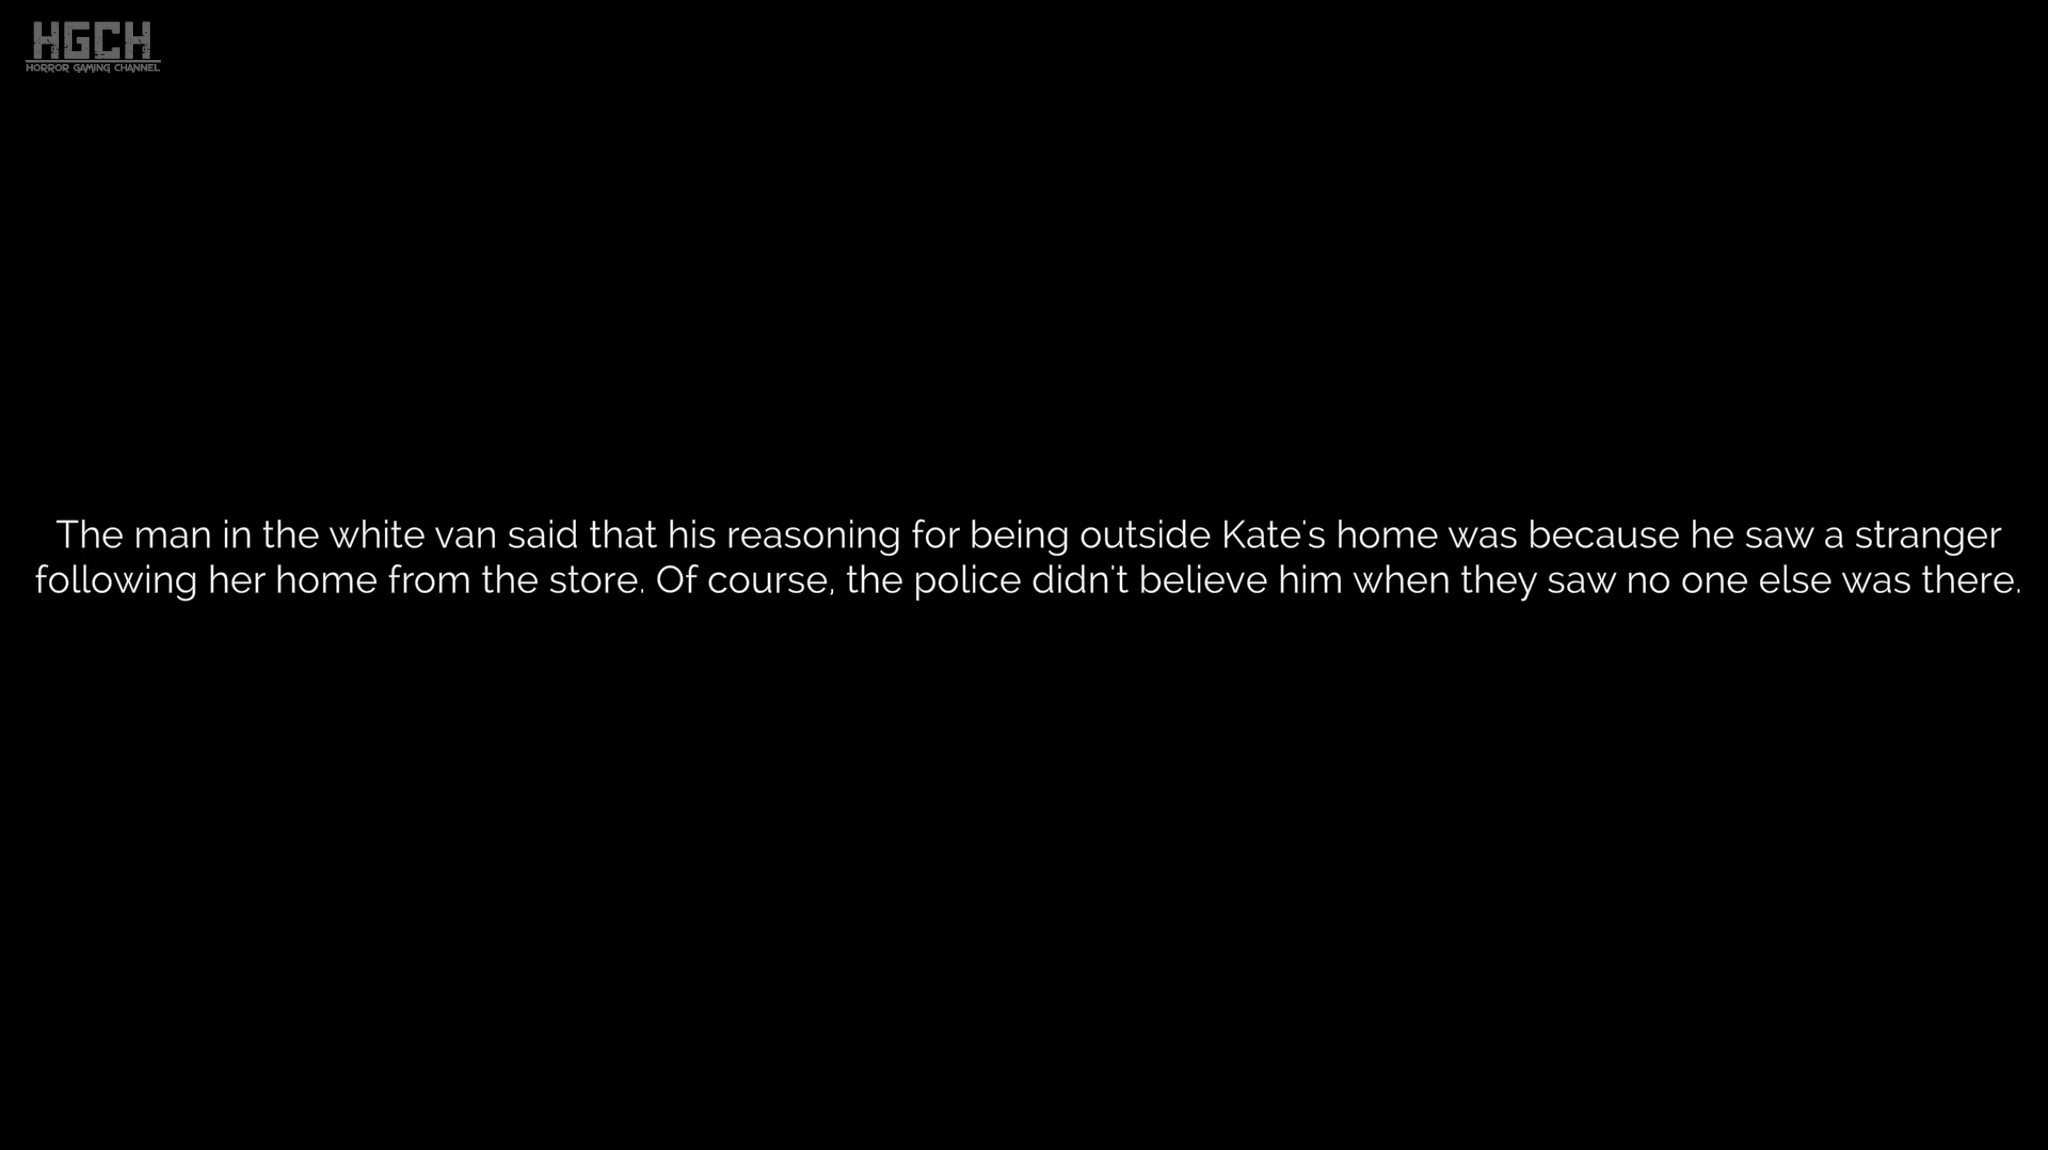 HGCH
HORROR GAMING CHANNEL
The man in the white van said that his reasoning for being outside Kate's home was because he saw a stranger
following her home from the store. Of course, the police didn't believe him when they saw no one else was there.